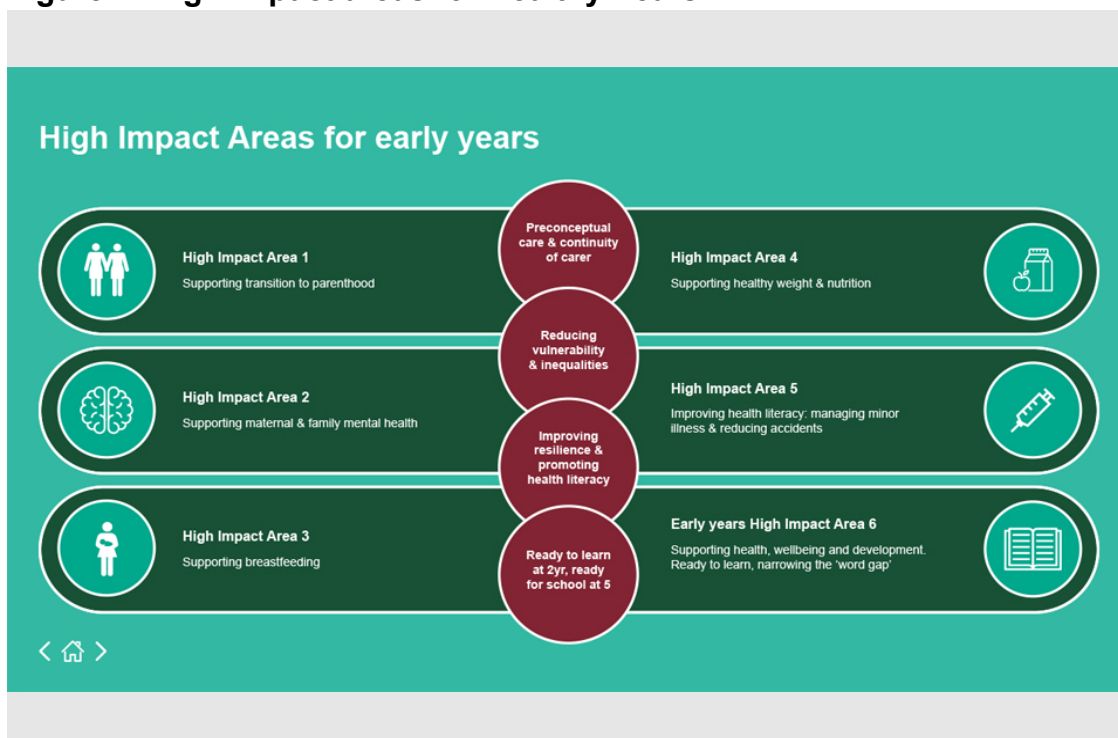 High Impact Areas for early years
High Impact Area 1
Supporting transition to parenthood
High Impact Area 2
Supporting maternal & family mental health
High Impact Area 3
Supporting breastfeeding
Preconceptual
care & continuity
of carer
Reducing
vulnerability
& inequalities
Improving
resilience &
promoting
health literacy
Ready to learn
at 2yr, ready
for school at 5
High Impact Area 4
Supporting healthy weight & nutrition
High Impact Area 5
Improving health literacy: managing minor
illness & reducing accidents
Early years High Impact Area 6
Supporting health, wellbeing and development.
Ready to learn, narrowing the 'word gap'